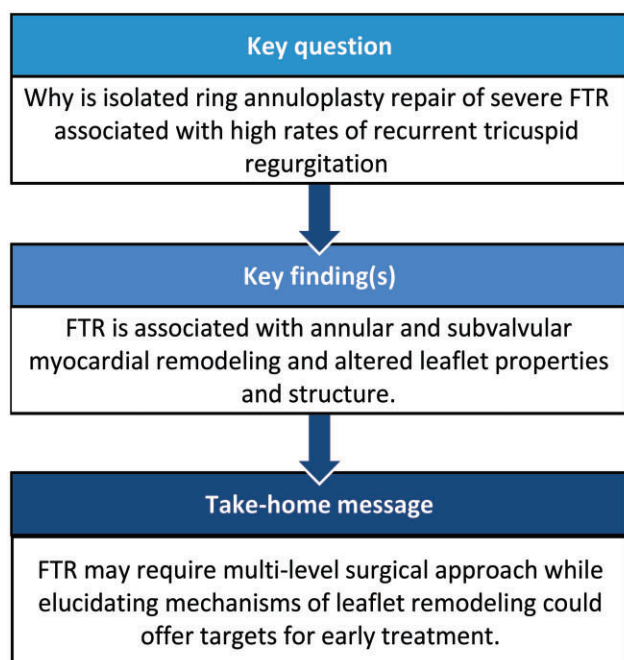 Key question
Why is isolated ring annuloplasty repair of severe FTR
associated with high rates of recurrent tricuspid
regurgitation
Key finding(s)
FTR is associated with annular and subvalvular
myocardial remodeling and altered leaflet properties
and structure.
Take-home message
FTR may require multi-level surgical approach while
elucidating mechanisms of leaflet remodeling could
offer targets for early treatment.